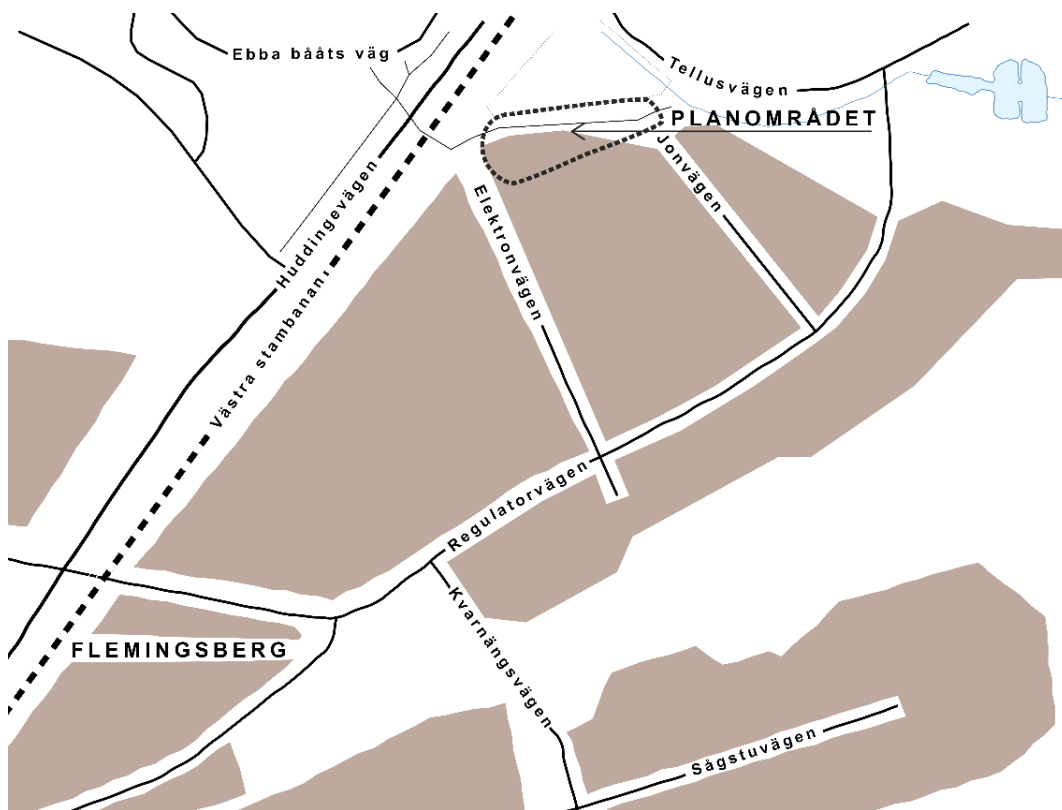 Ebba bååts väg
Tellusvägen
PLANOMRÅDET
Jonvägen
Huddingevägen
Elektronvägen
Västra stambanan
Regulatorvägen
Kvarnängsvägen
FLEMINGSBERG
Sågstuvägen